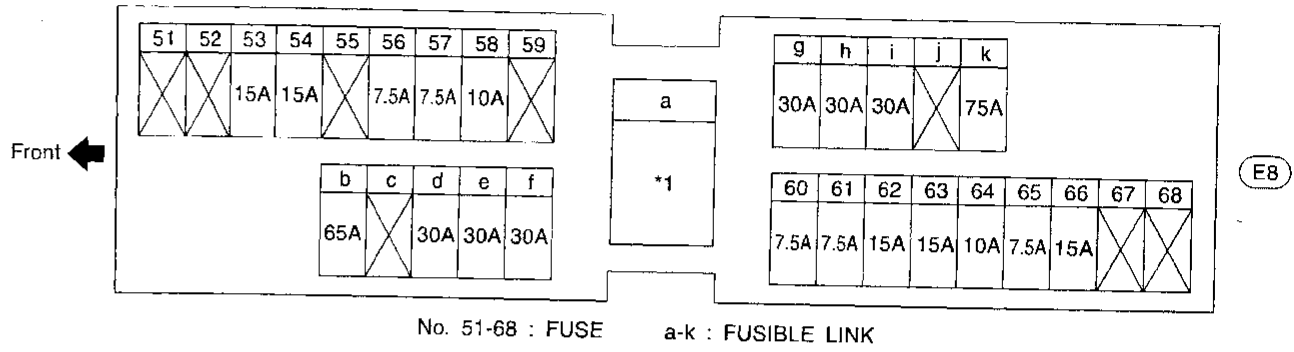 51 52 53 54 55 56 57 58 59
15A 15A 7.5A 7.5A 10A
g h i j k
30A 30A 30A 75A
a
*1
Front
b c d e f
65A 30A 30A 30A
60 61 62 63 64 65 66 67 68
7.5A 7.5A 15A 15A 10A 7.5A 15A
E8
No. 51-68 : FUSE a-k : FUSIBLE LINK